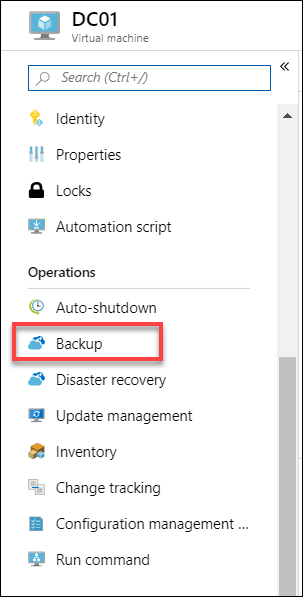 DC01
Virtual machine
Search (Ctrl+/)
Identity
Properties
Locks
Automation script
Operations
Auto-shutdown
Backup
Disaster recovery
Update management
Inventory
Change tracking
Configuration management ...
Run command